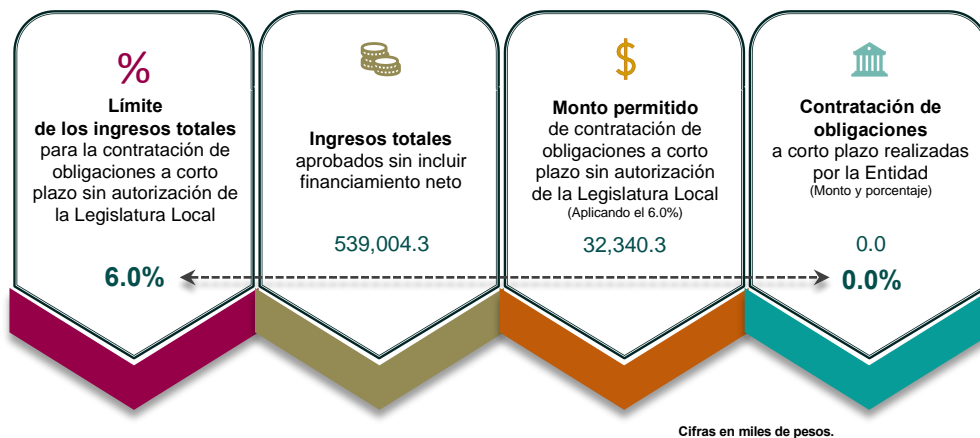 %
Límite
de los ingresos totales
para la contratación de
obligaciones a corto
plazo sin autorización de
la Legislatura Local
6.0%
Ingresos totales
aprobados sin incluir
financiamiento neto
539,004.3
$
Monto permitido
de contratación de
obligaciones a corto
plazo sin autorización
de la Legislatura Local
(Aplicando el 6.0%)
32,340.3
Contratación de
obligaciones
a corto plazo realizadas
por la Entidad
(Monto y porcentaje)
0.0
0.0%
Cifras en miles de pesos.